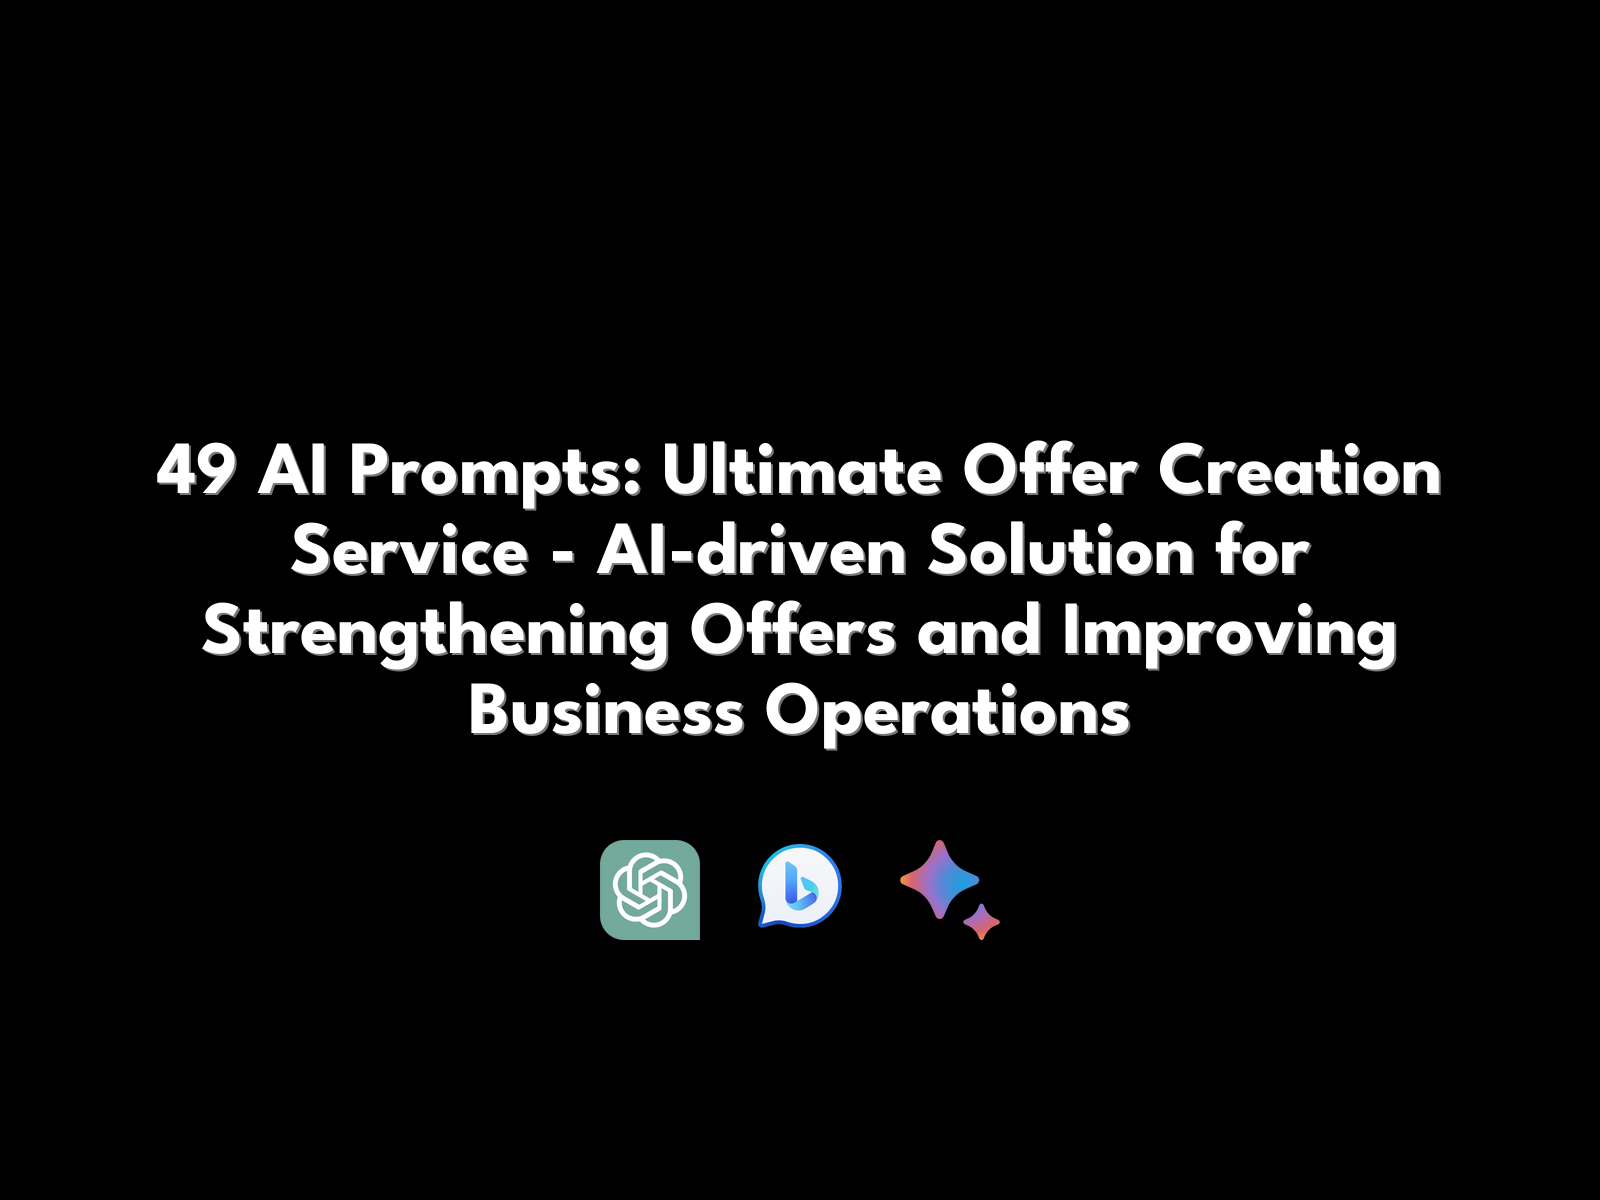 49 AI Prompts: Ultimate Offer Creation
Service - AI-driven Solution for
Strengthening Offers and Improving
Business Operations